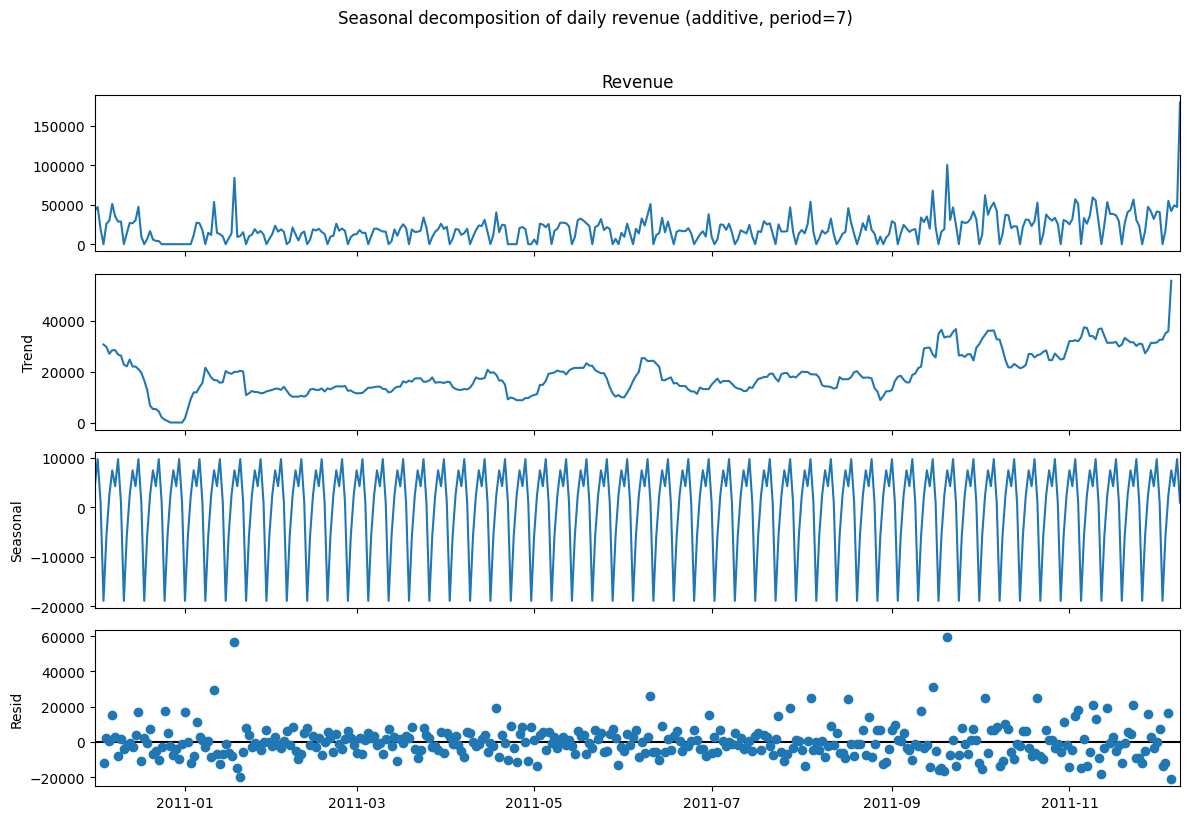 Seasonal decomposition of daily revenue (additive, period=7)
Revenue
150000
100000
50000
0
Trend
40000
20000
0
Seasonal
10000
0
−10000
−20000
Resid
60000
40000
20000
0
−20000
2011-01 2011-03 2011-05 2011-07 2011-09 2011-11